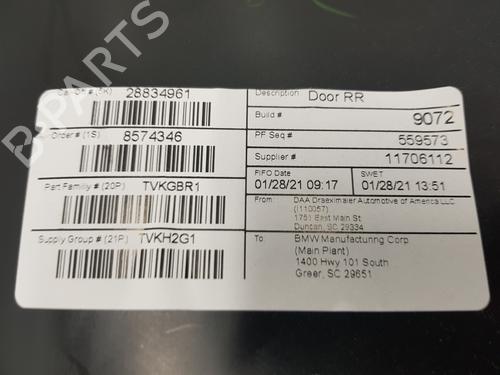 Call Off # (5K) 28834961
Order # (1S) 8574346
Part Family # (20P) TVKGBR1
Supply Group # (21P) TVKH2G1
Description: Door RR
Build # 9072
PF Seq # 559573
Supplier # 11706112
FIFO Date SWET
01/28/21 09:17 01/28/21 13:51
From: DAA Draexlmaier Automotive of America LLC
(i110057)
1751 East Main St
Duncan, SC 29334
To: BMW Manufacturing Corp
(Main Plant)
1400 Hwy 101 South
Greer, SC 29651
B-PARTS